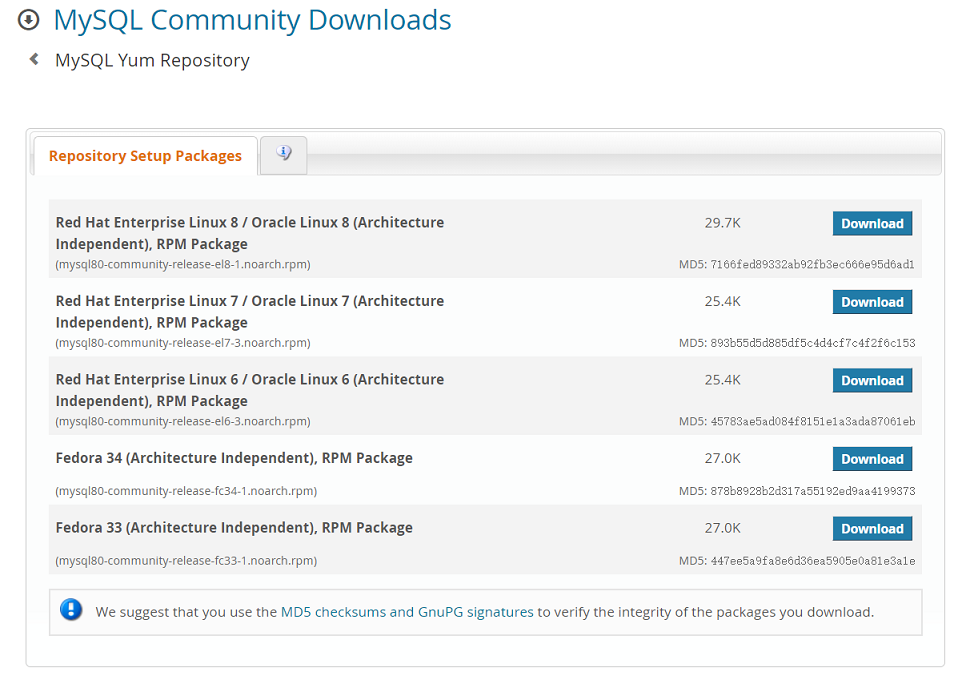 MySQL Community Downloads
MySQL Yum Repository
Repository Setup Packages
Red Hat Enterprise Linux 8 / Oracle Linux 8 (Architecture
Independent), RPM Package
29.7K
Download
(mysql80-community-release-el8-1.noarch.rpm)
MD5: 7166fed89332ab92fb3ec666e95d6ad1
Red Hat Enterprise Linux 7 / Oracle Linux 7 (Architecture
Independent), RPM Package
25.4K
Download
(mysql80-community-release-el7-3.noarch.rpm)
MD5: 893b55d5d885df5c4d4cf7c4f2f6c153
Red Hat Enterprise Linux 6 / Oracle Linux 6 (Architecture
Independent), RPM Package
25.4K
Download
(mysql80-community-release-el6-3.noarch.rpm)
MD5: 45783ae5ad084f8151e1a3ada87061eb
Fedora 34 (Architecture Independent), RPM Package
27.0K
Download
(mysql80-community-release-fc34-1.noarch.rpm)
MD5: 878b8928b2d317a55192ed9aa4199373
Fedora 33 (Architecture Independent), RPM Package
27.0K
Download
(mysql80-community-release-fc33-1.noarch.rpm)
MD5: 447ee5a9fa8e6d36ea5905e0a81e3a1e
We suggest that you use the MD5 checksums and GnuPG signatures to verify the integrity of the packages you download.